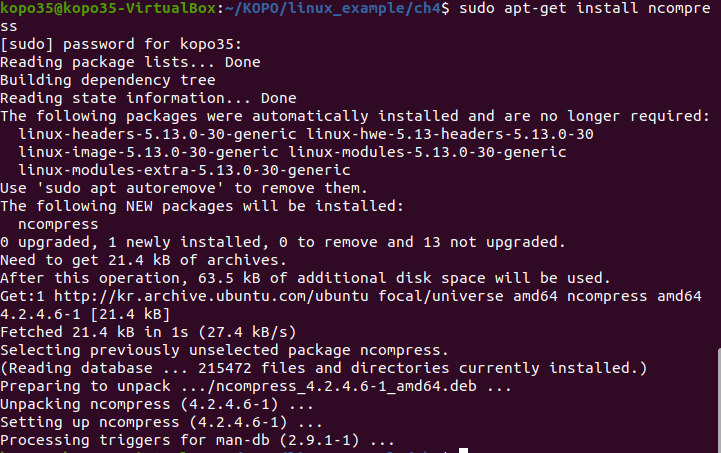 kopo35@kopo35-VirtualBox:~/KOPO/linux_example/ch4$ sudo apt-get install ncompre
ss
[sudo] password for kopo35:
Reading package lists... Done
Building dependency tree
Reading state information... Done
The following packages were automatically installed and are no longer required:
  linux-headers-5.13.0-30-generic linux-hwe-5.13-headers-5.13.0-30
  linux-image-5.13.0-30-generic linux-modules-5.13.0-30-generic
  linux-modules-extra-5.13.0-30-generic
Use 'sudo apt autoremove' to remove them.
The following NEW packages will be installed:
  ncompress
0 upgraded, 1 newly installed, 0 to remove and 13 not upgraded.
Need to get 21.4 kB of archives.
After this operation, 63.5 kB of additional disk space will be used.
Get:1 http://kr.archive.ubuntu.com/ubuntu focal/universe amd64 ncompress amd64
4.2.4.6-1 [21.4 kB]
Fetched 21.4 kB in 1s (27.4 kB/s)
Selecting previously unselected package ncompress.
(Reading database ... 215472 files and directories currently installed.)
Preparing to unpack .../ncompress_4.2.4.6-1_amd64.deb ...
Unpacking ncompress (4.2.4.6-1) ...
Setting up ncompress (4.2.4.6-1) ...
Processing triggers for man-db (2.9.1-1) ...